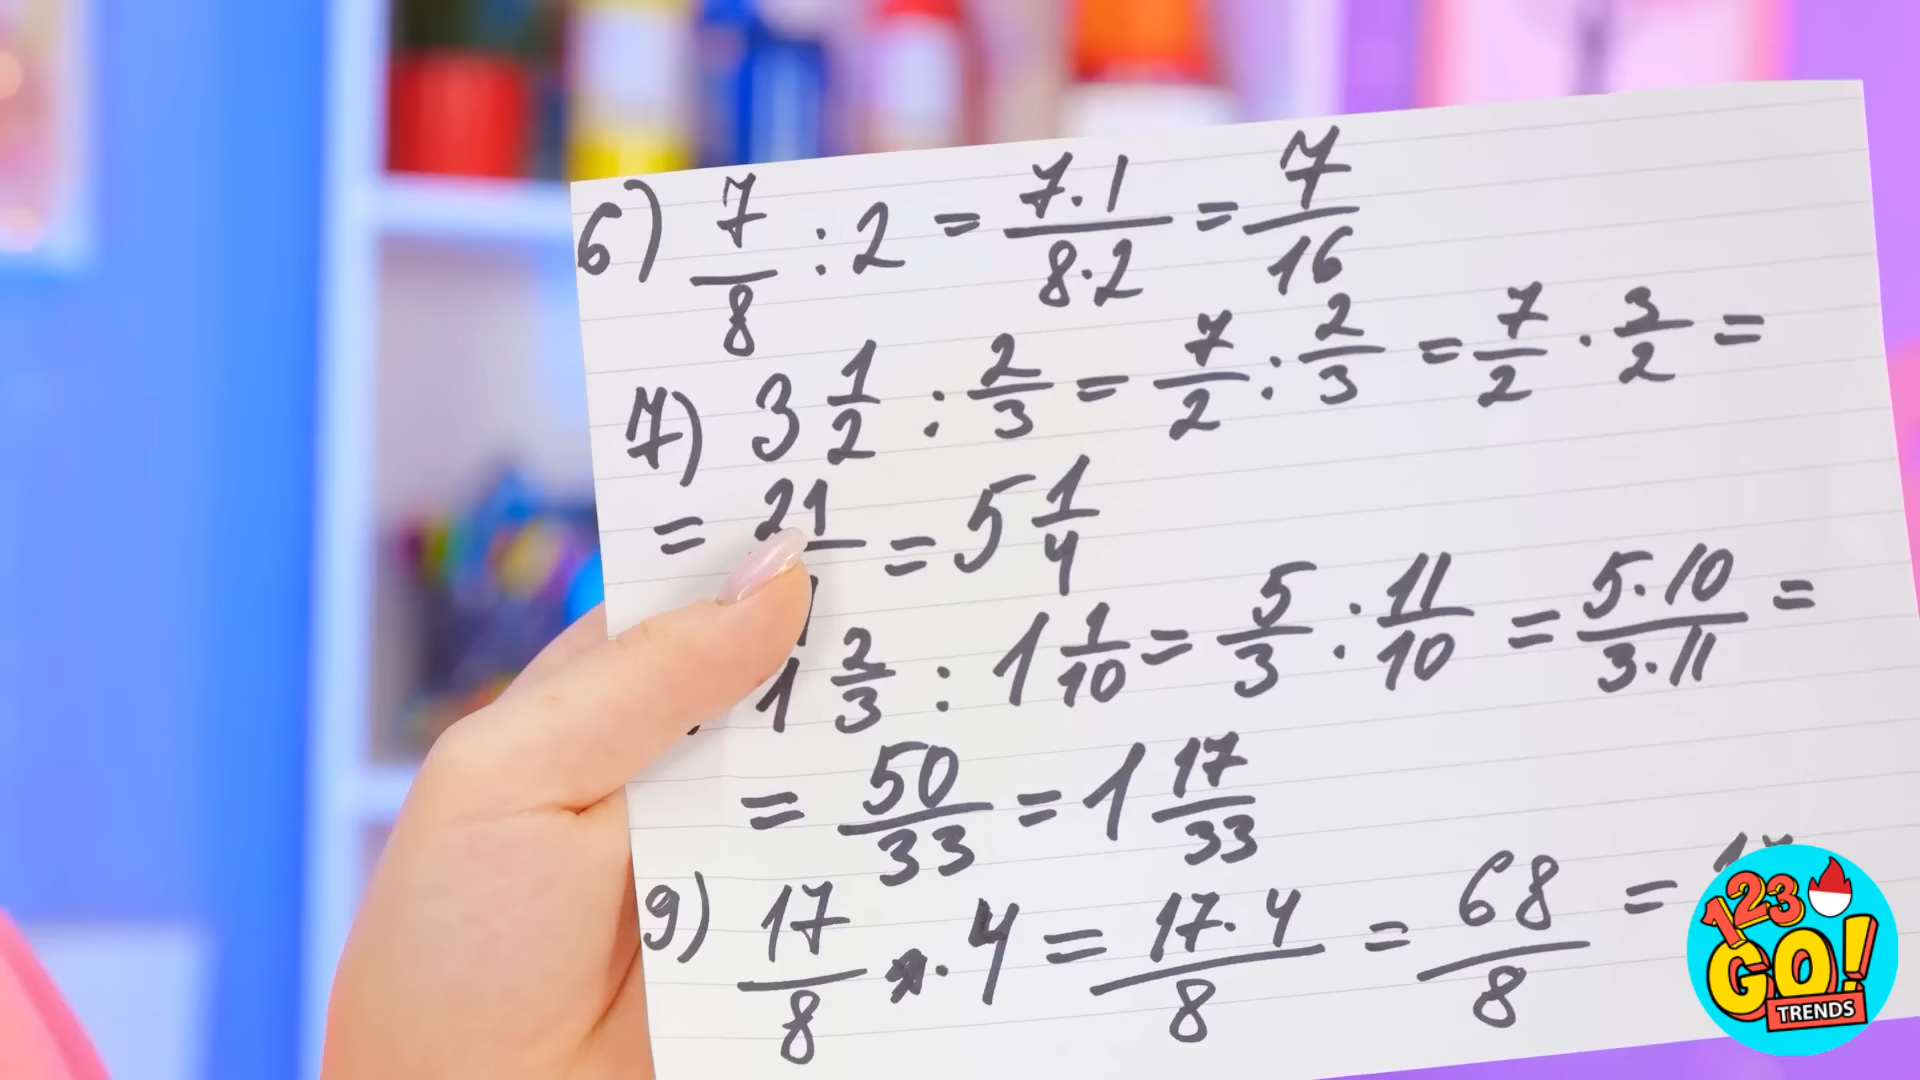 6) 7/8 : 2 = 7·1/8·2 = 7/16
7) 3 1/2 : 2/3 = 7/2 : 2/3 = 7/2 · 3/2 =
= 21/ = 5 1/4
1 2/3 : 1 1/10 = 5/3 : 11/10 = 5·10/3·11 =
= 50/33 = 1 17/33
9) 17/8 · 4 = 17·4/8 = 68/8 =
123
GO!
TRENDS